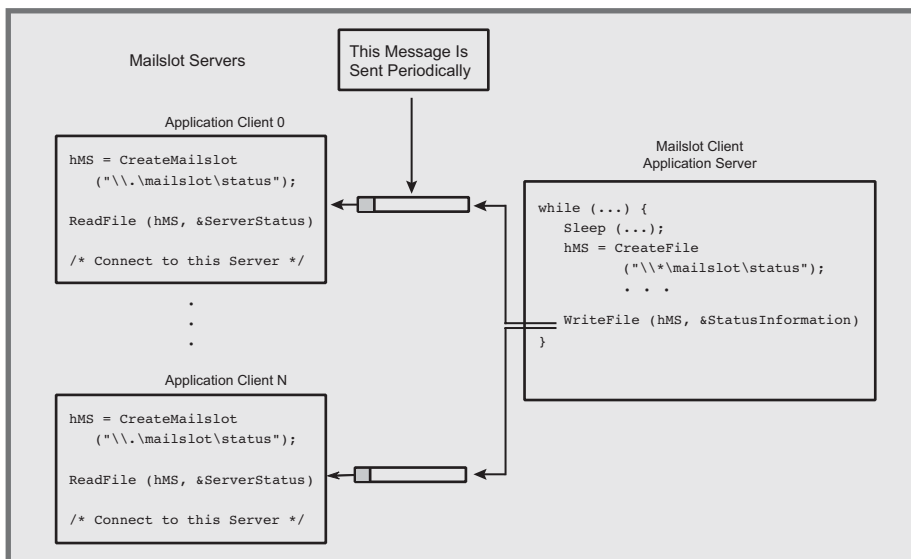 Mailslot Servers
This Message Is
Sent Periodically
Application Client 0
hMS = CreateMailslot
("\\.\mailslot\status");
ReadFile (hMS, &ServerStatus)
/* Connect to this Server */
.
.
.
Application Client N
hMS = CreateMailslot
("\\.\mailslot\status");
ReadFile (hMS, &ServerStatus)
/* Connect to this Server */
Mailslot Client
Application Server
while (...) {
Sleep (...);
hMS = CreateFile
("\\*\mailslot\status");
. . .
WriteFile (hMS, &StatusInformation)
}